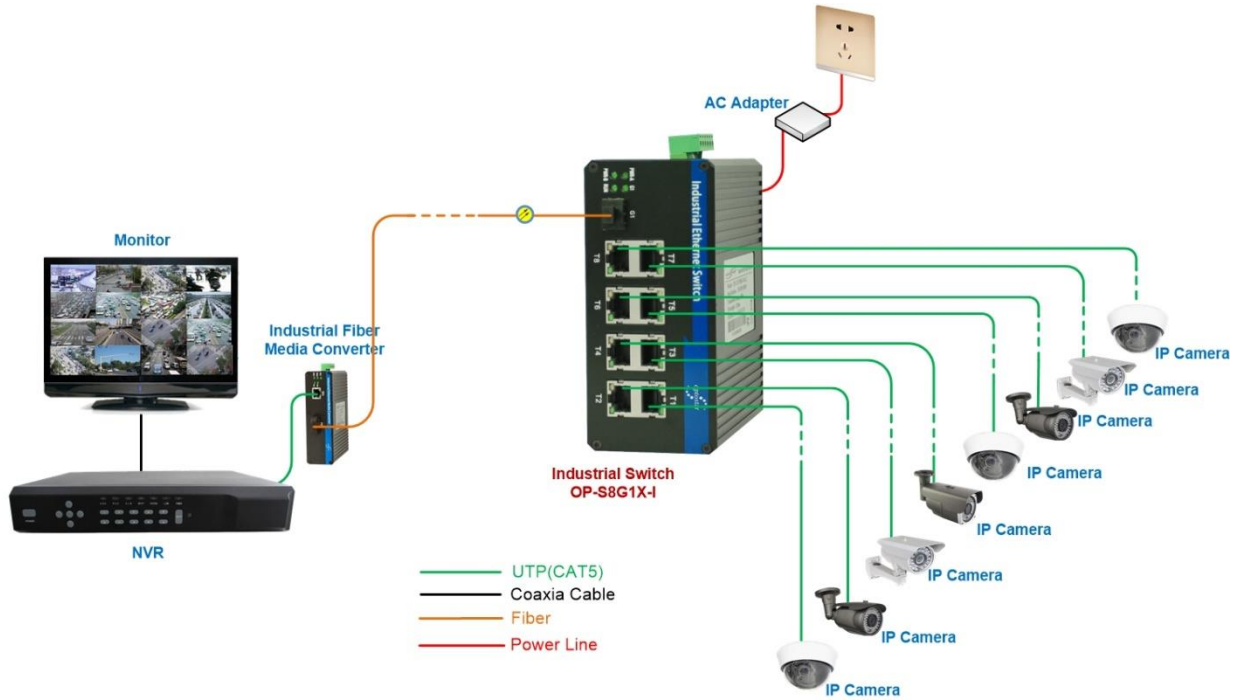 AC Adapter
Monitor
Industrial Fiber
Media Converter
Industrial Ethernet Switch
G1
T8
T7
T6
T5
T4
T3
T2
T1
IP Camera
IP Camera
IP Camera
IP Camera
IP Camera
IP Camera
IP Camera
IP Camera
Industrial Switch
OP-S8G1X-I
NVR
UTP(CAT5)
Coaxia Cable
Fiber
Power Line